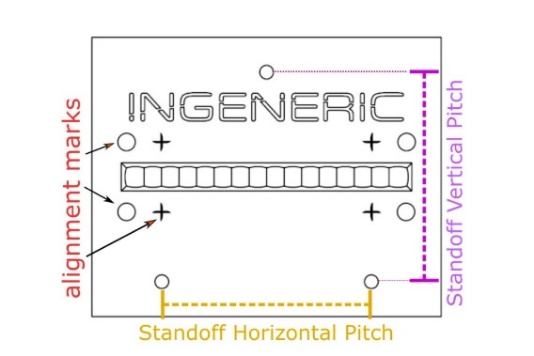 INGENERIC
alignment marks
Standoff Vertical Pitch
Standoff Horizontal Pitch